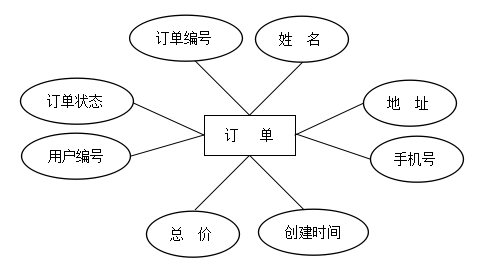 订单编号
姓 名
订单状态
地 址
订 单
用户编号
手机号
总 价
创建时间